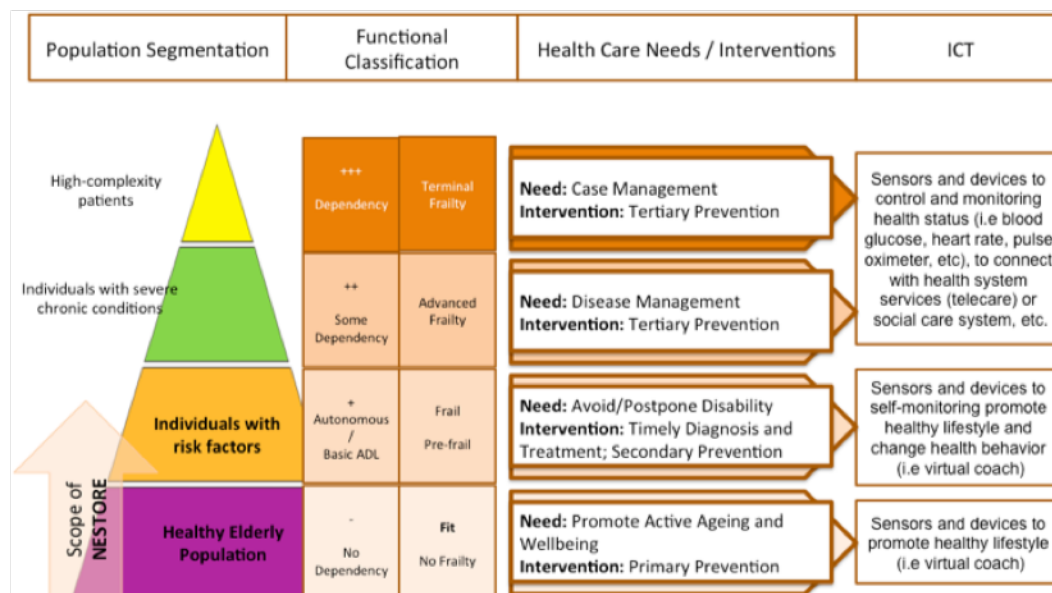 Population Segmentation
Functional
Classification
Health Care Needs / Interventions
ICT
High-complexity
patients
+++
Dependency
Terminal
Frailty
Need: Case Management
Intervention: Tertiary Prevention
Sensors and devices to
control and monitoring
health status (i.e blood
glucose, heart rate, pulse
oximeter, etc), to connect
with health system
services (telecare) or
social care system, etc.
Individuals with severe
chronic conditions
++
Some
Dependency
Advanced
Frailty
Need: Disease Management
Intervention: Tertiary Prevention
Individuals with
risk factors
+
Autonomous
/
Basic ADL
Frail
Pre-frail
Need: Avoid/Postpone Disability
Intervention: Timely Diagnosis and
Treatment; Secondary Prevention
Sensors and devices to
self-monitoring promote
healthy lifestyle and
change health behavior
(i.e virtual coach)
Scope of
NESTORE
Healthy Elderly
Population
-
No
Dependency
Fit
No Frailty
Need: Promote Active Ageing and
Wellbeing
Intervention: Primary Prevention
Sensors and devices to
promote healthy lifestyle
(i.e virtual coach)